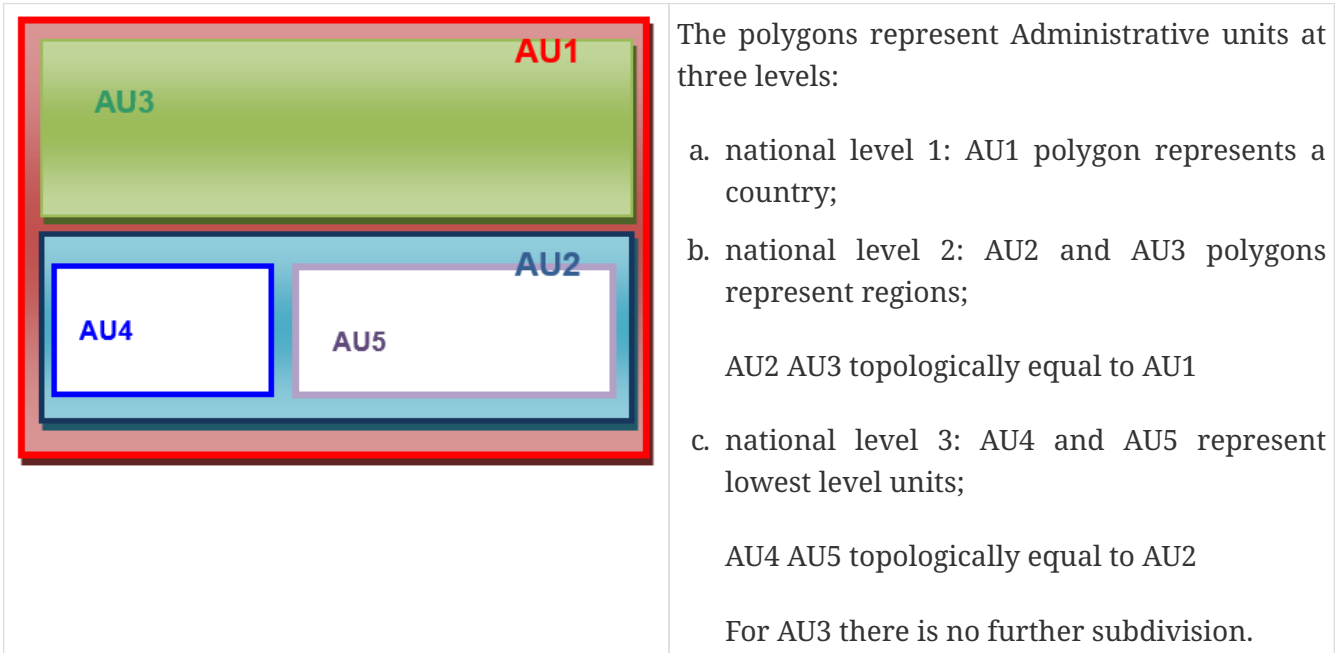 AU1
AU3
AU2
AU4
AU5
The polygons represent Administrative units at
three levels:
a. national level 1: AU1 polygon represents a
country;
b. national level 2: AU2 and AU3 polygons
represent regions;
AU2 AU3 topologically equal to AU1
c. national level 3: AU4 and AU5 represent
lowest level units;
AU4 AU5 topologically equal to AU2
For AU3 there is no further subdivision.